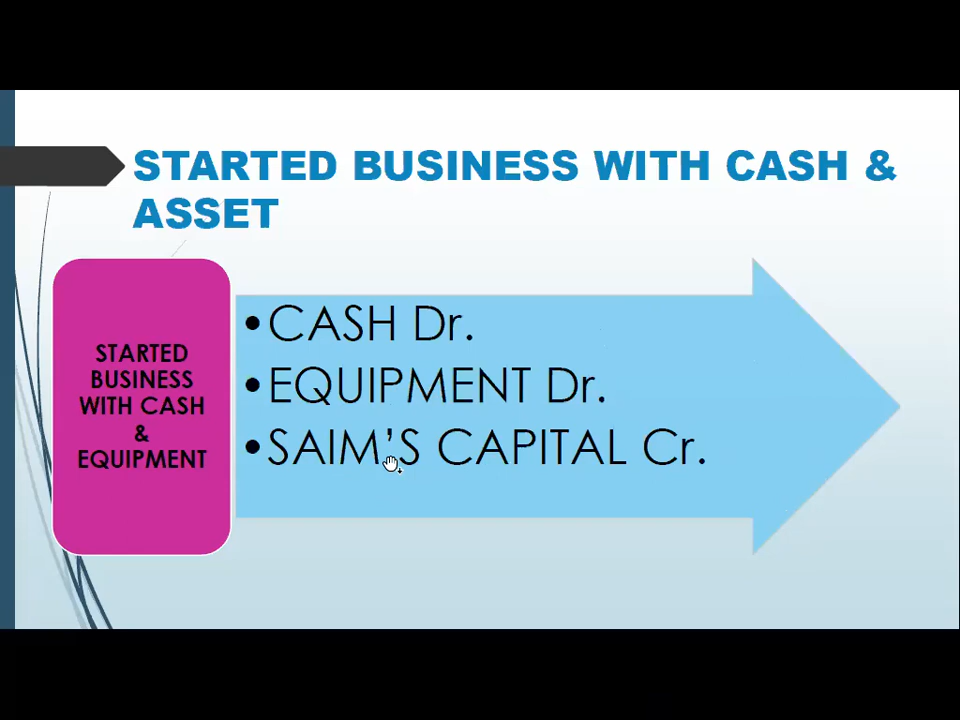 STARTED BUSINESS WITH CASH &
ASSET
STARTED
BUSINESS
WITH CASH
&
EQUIPMENT
•CASH Dr.
•EQUIPMENT Dr.
•SAIM’S CAPITAL Cr.